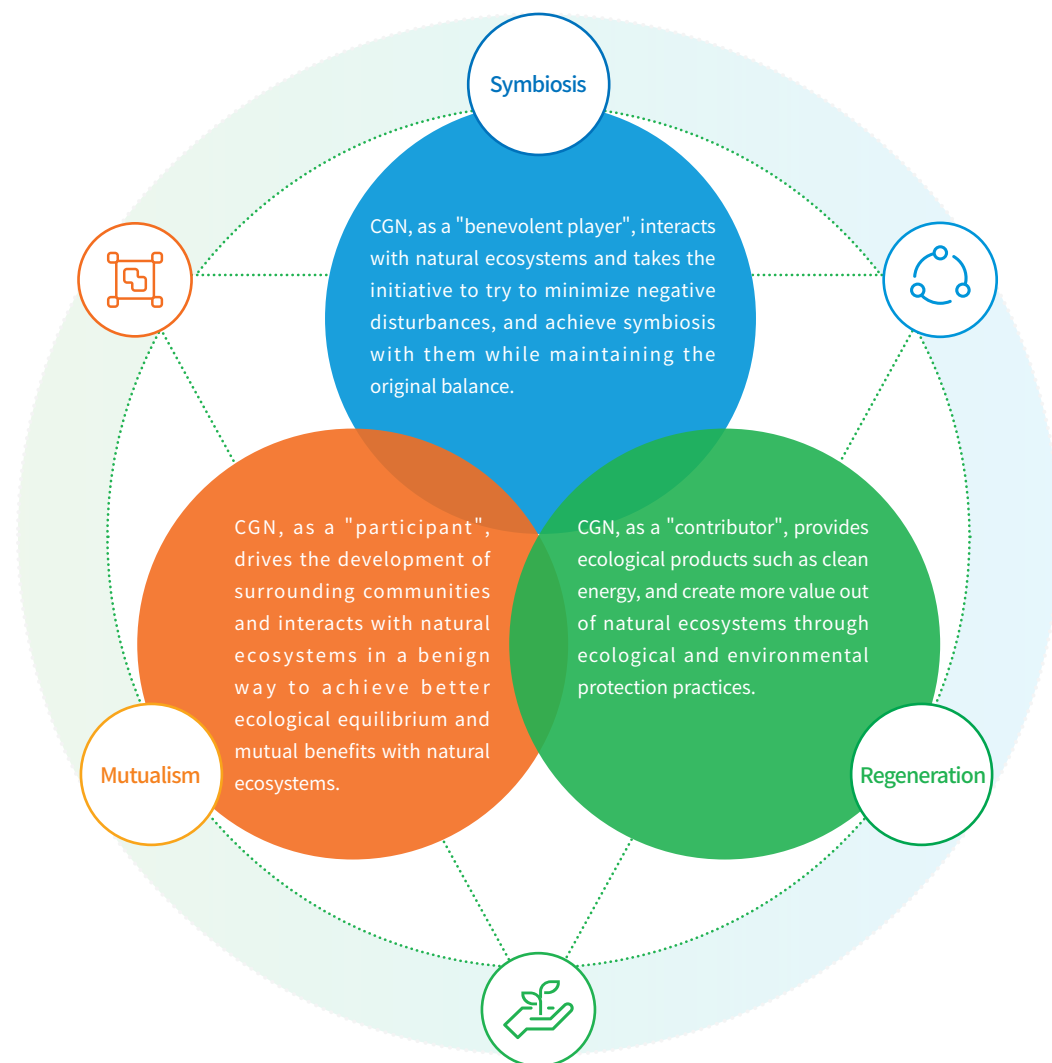 Symbiosis
CGN, as a "benevolent player", interacts
with natural ecosystems and takes the
initiative to try to minimize negative
disturbances, and achieve symbiosis
with them while maintaining the
original balance.
CGN, as a "participant",
drives the development of
surrounding communities
and interacts with natural
ecosystems in a benign
way to achieve better
ecological equilibrium and
mutual benefits with natural
ecosystems.
Mutualism
CGN, as a "contributor", provides
ecological products such as clean
energy, and create more value out
of natural ecosystems through
ecological and environmental
protection practices.
Regeneration